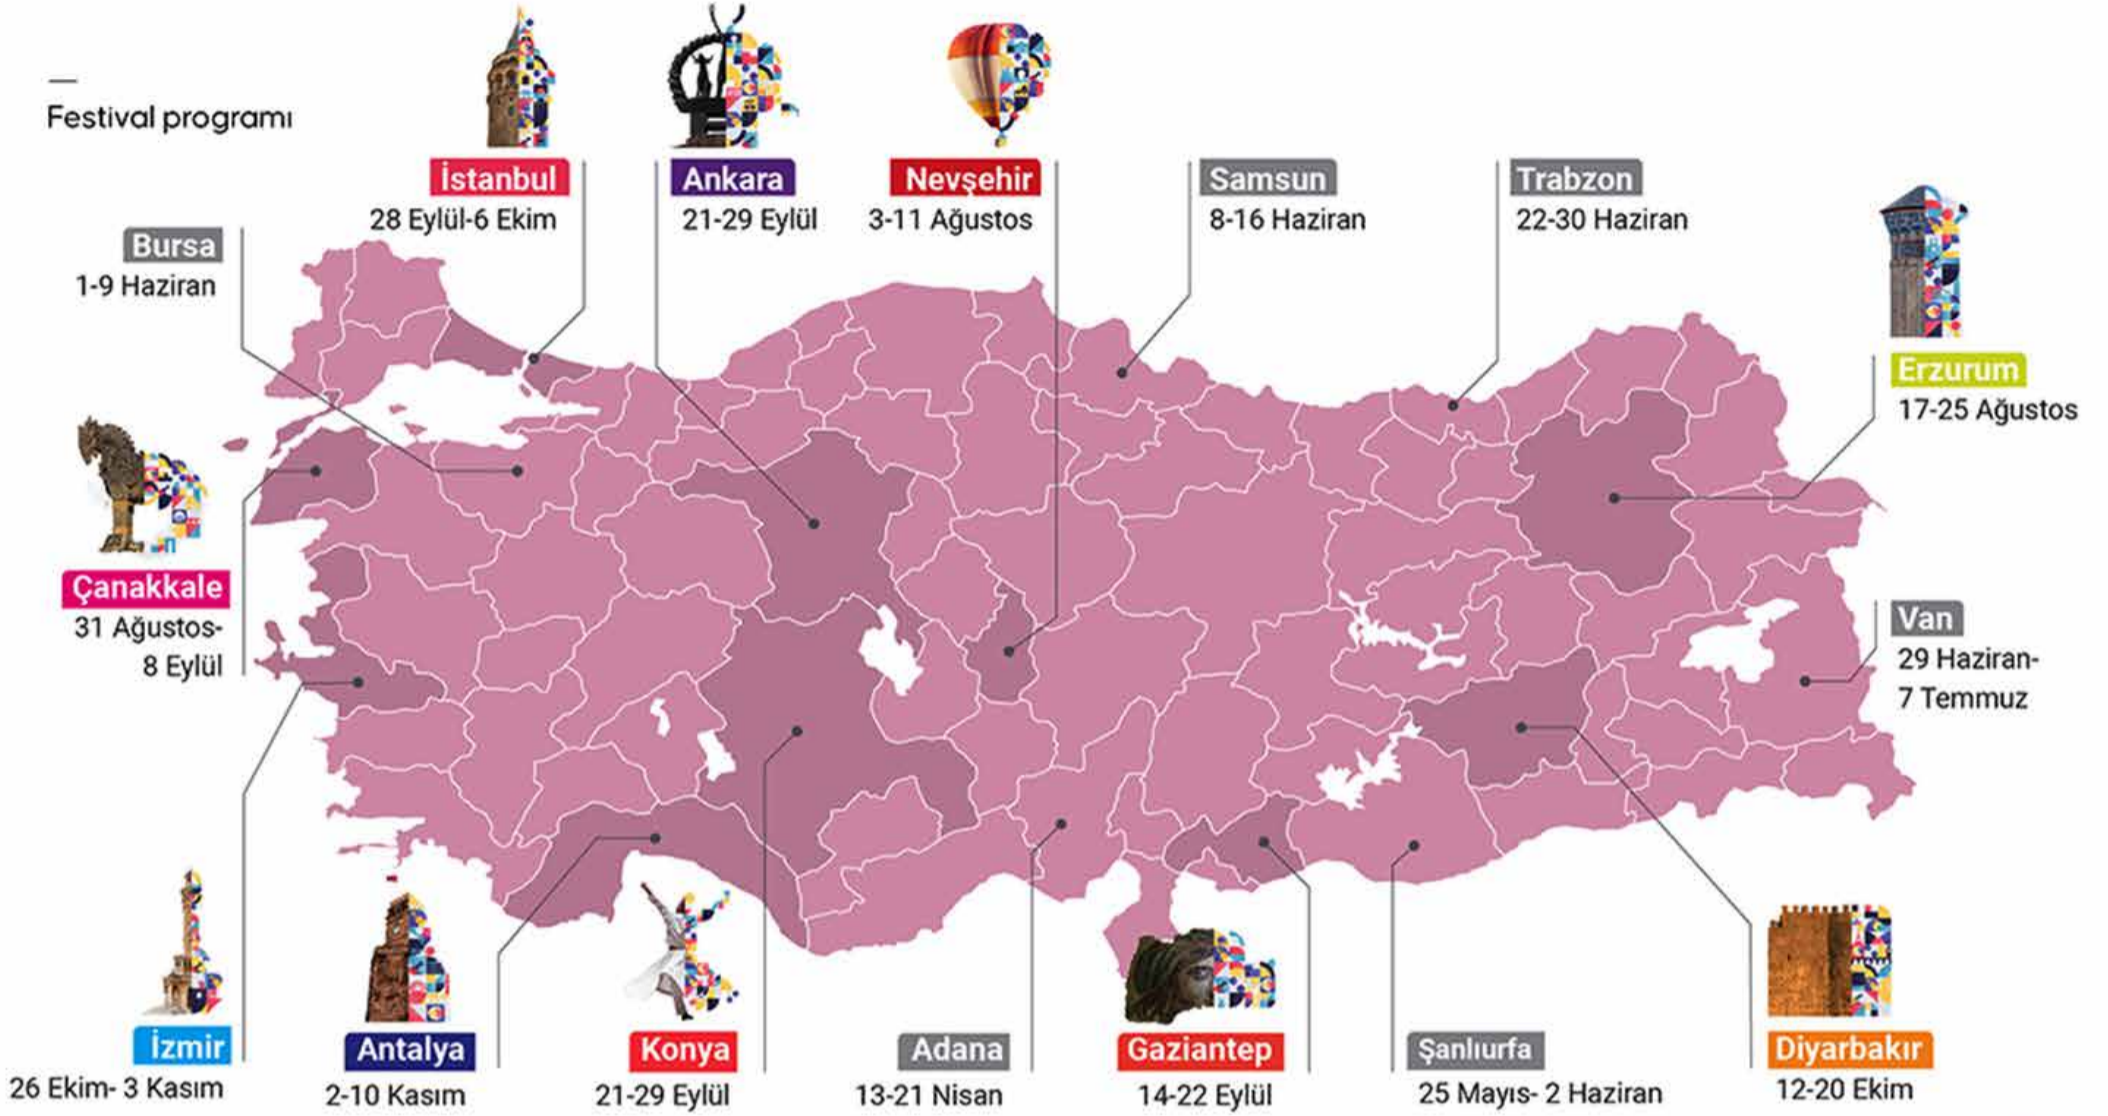 Festival programı
İstanbul
28 Eylül-6 Ekim
Ankara
21-29 Eylül
Nevşehir
3-11 Ağustos
Samsun
8-16 Haziran
Trabzon
22-30 Haziran
Bursa
1-9 Haziran
Erzurum
17-25 Ağustos
Çanakkale
31 Ağustos-
8 Eylül
Van
29 Haziran-
7 Temmuz
İzmir
26 Ekim- 3 Kasım
Antalya
2-10 Kasım
Konya
21-29 Eylül
Adana
13-21 Nisan
Gaziantep
14-22 Eylül
Şanlıurfa
25 Mayıs- 2 Haziran
Diyarbakır
12-20 Ekim